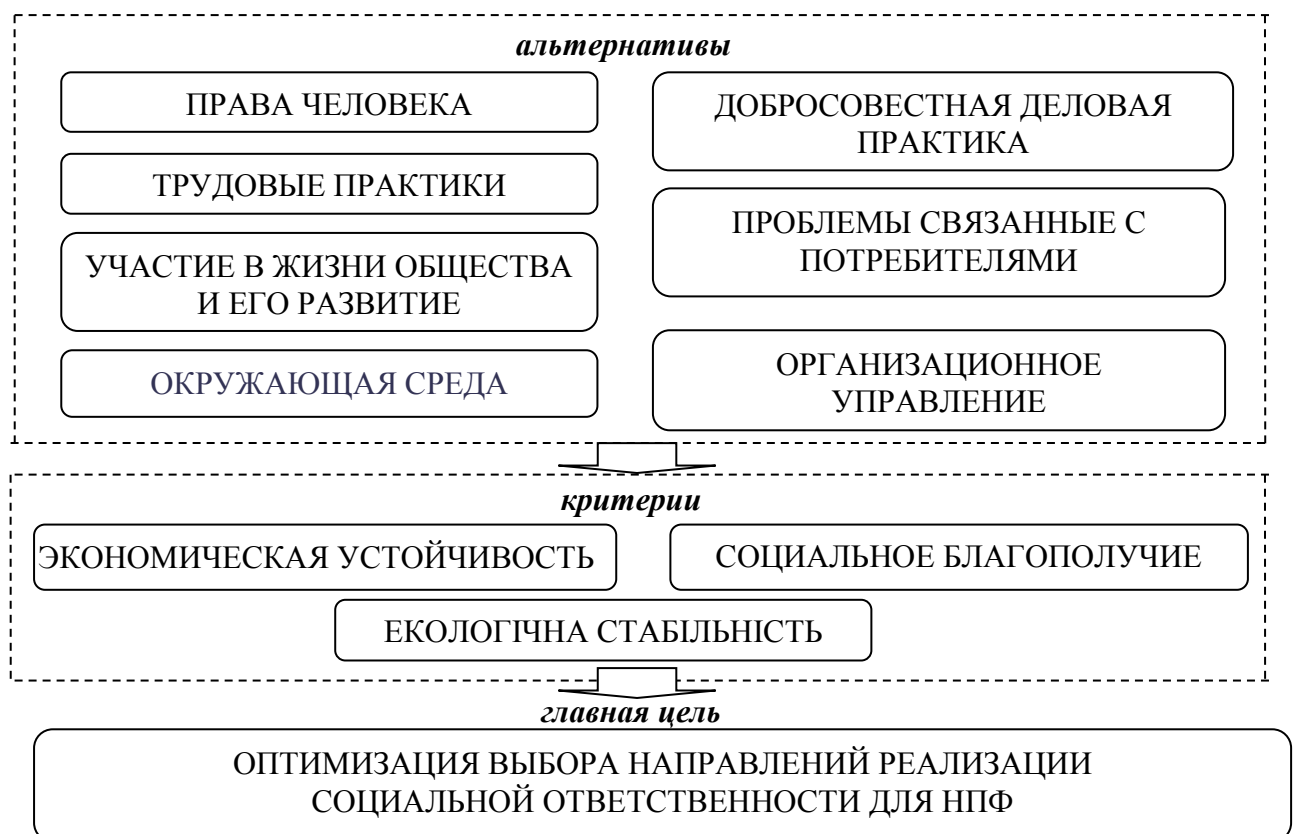 альтернативы
ПРАВА ЧЕЛОВЕКА
ТРУДОВЫЕ ПРАКТИКИ
УЧАСТИЕ В ЖИЗНИ ОБЩЕСТВА
И ЕГО РАЗВИТИЕ
ОКРУЖАЮЩАЯ СРЕДА
ДОБРОСОВЕСТНАЯ ДЕЛОВАЯ
ПРАКТИКА
ПРОБЛЕМЫ СВЯЗАННЫЕ С
ПОТРЕБИТЕЛЯМИ
ОРГАНИЗАЦИОННОЕ
УПРАВЛЕНИЕ
критерии
ЭКОНОМИЧЕСКАЯ УСТОЙЧИВОСТЬ
СОЦИАЛЬНОЕ БЛАГОПОЛУЧИЕ
ЕКОЛОГІЧНА СТАБІЛЬНІСТЬ
главная цель
ОПТИМИЗАЦИЯ ВЫБОРА НАПРАВЛЕНИЙ РЕАЛИЗАЦИИ
СОЦИАЛЬНОЙ ОТВЕТСТВЕННОСТИ ДЛЯ НПФ